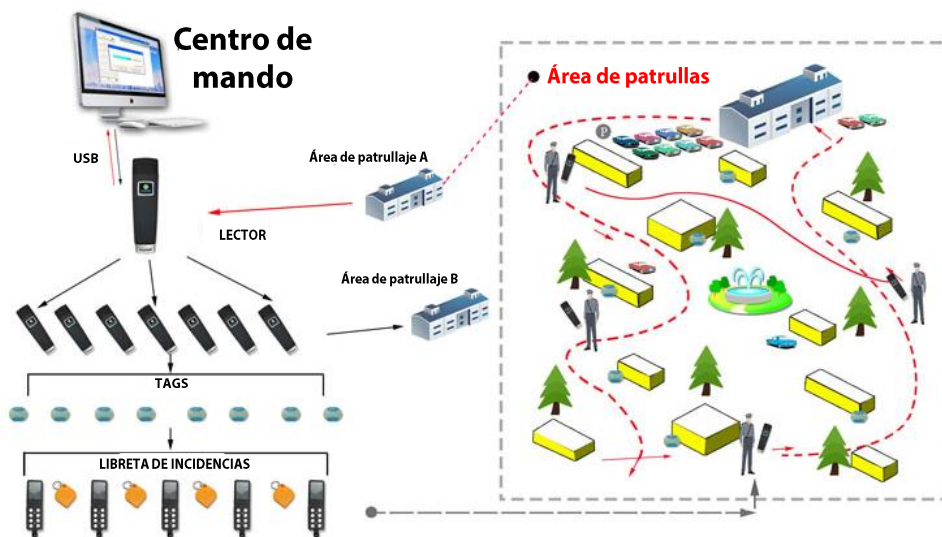 Centro de
mando
USB
Área de patrullaje A
LECTOR
Área de patrullaje B
TAGS
LIBRETA DE INCIDENCIAS
Área de patrullas
P